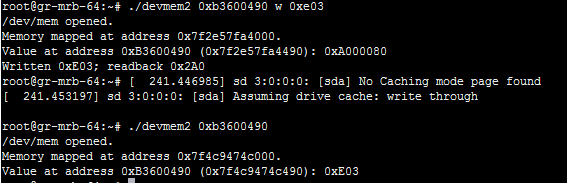 root@gr-mrb-64:~# ./devmem2 0xb3600490 w 0xe03
/dev/mem opened.
Memory mapped at address 0x7f2e57fa4000.
Value at address 0xB3600490 (0x7f2e57fa4490): 0xA000080
Written 0xE03; readback 0x2A0
root@gr-mrb-64:~# [  241.446985] sd 3:0:0:0: [sda] No Caching mode page found
[  241.453197] sd 3:0:0:0: [sda] Assuming drive cache: write through
root@gr-mrb-64:~# ./devmem2 0xb3600490
/dev/mem opened.
Memory mapped at address 0x7f4c9474c000.
Value at address 0xB3600490 (0x7f4c9474c490): 0xE03